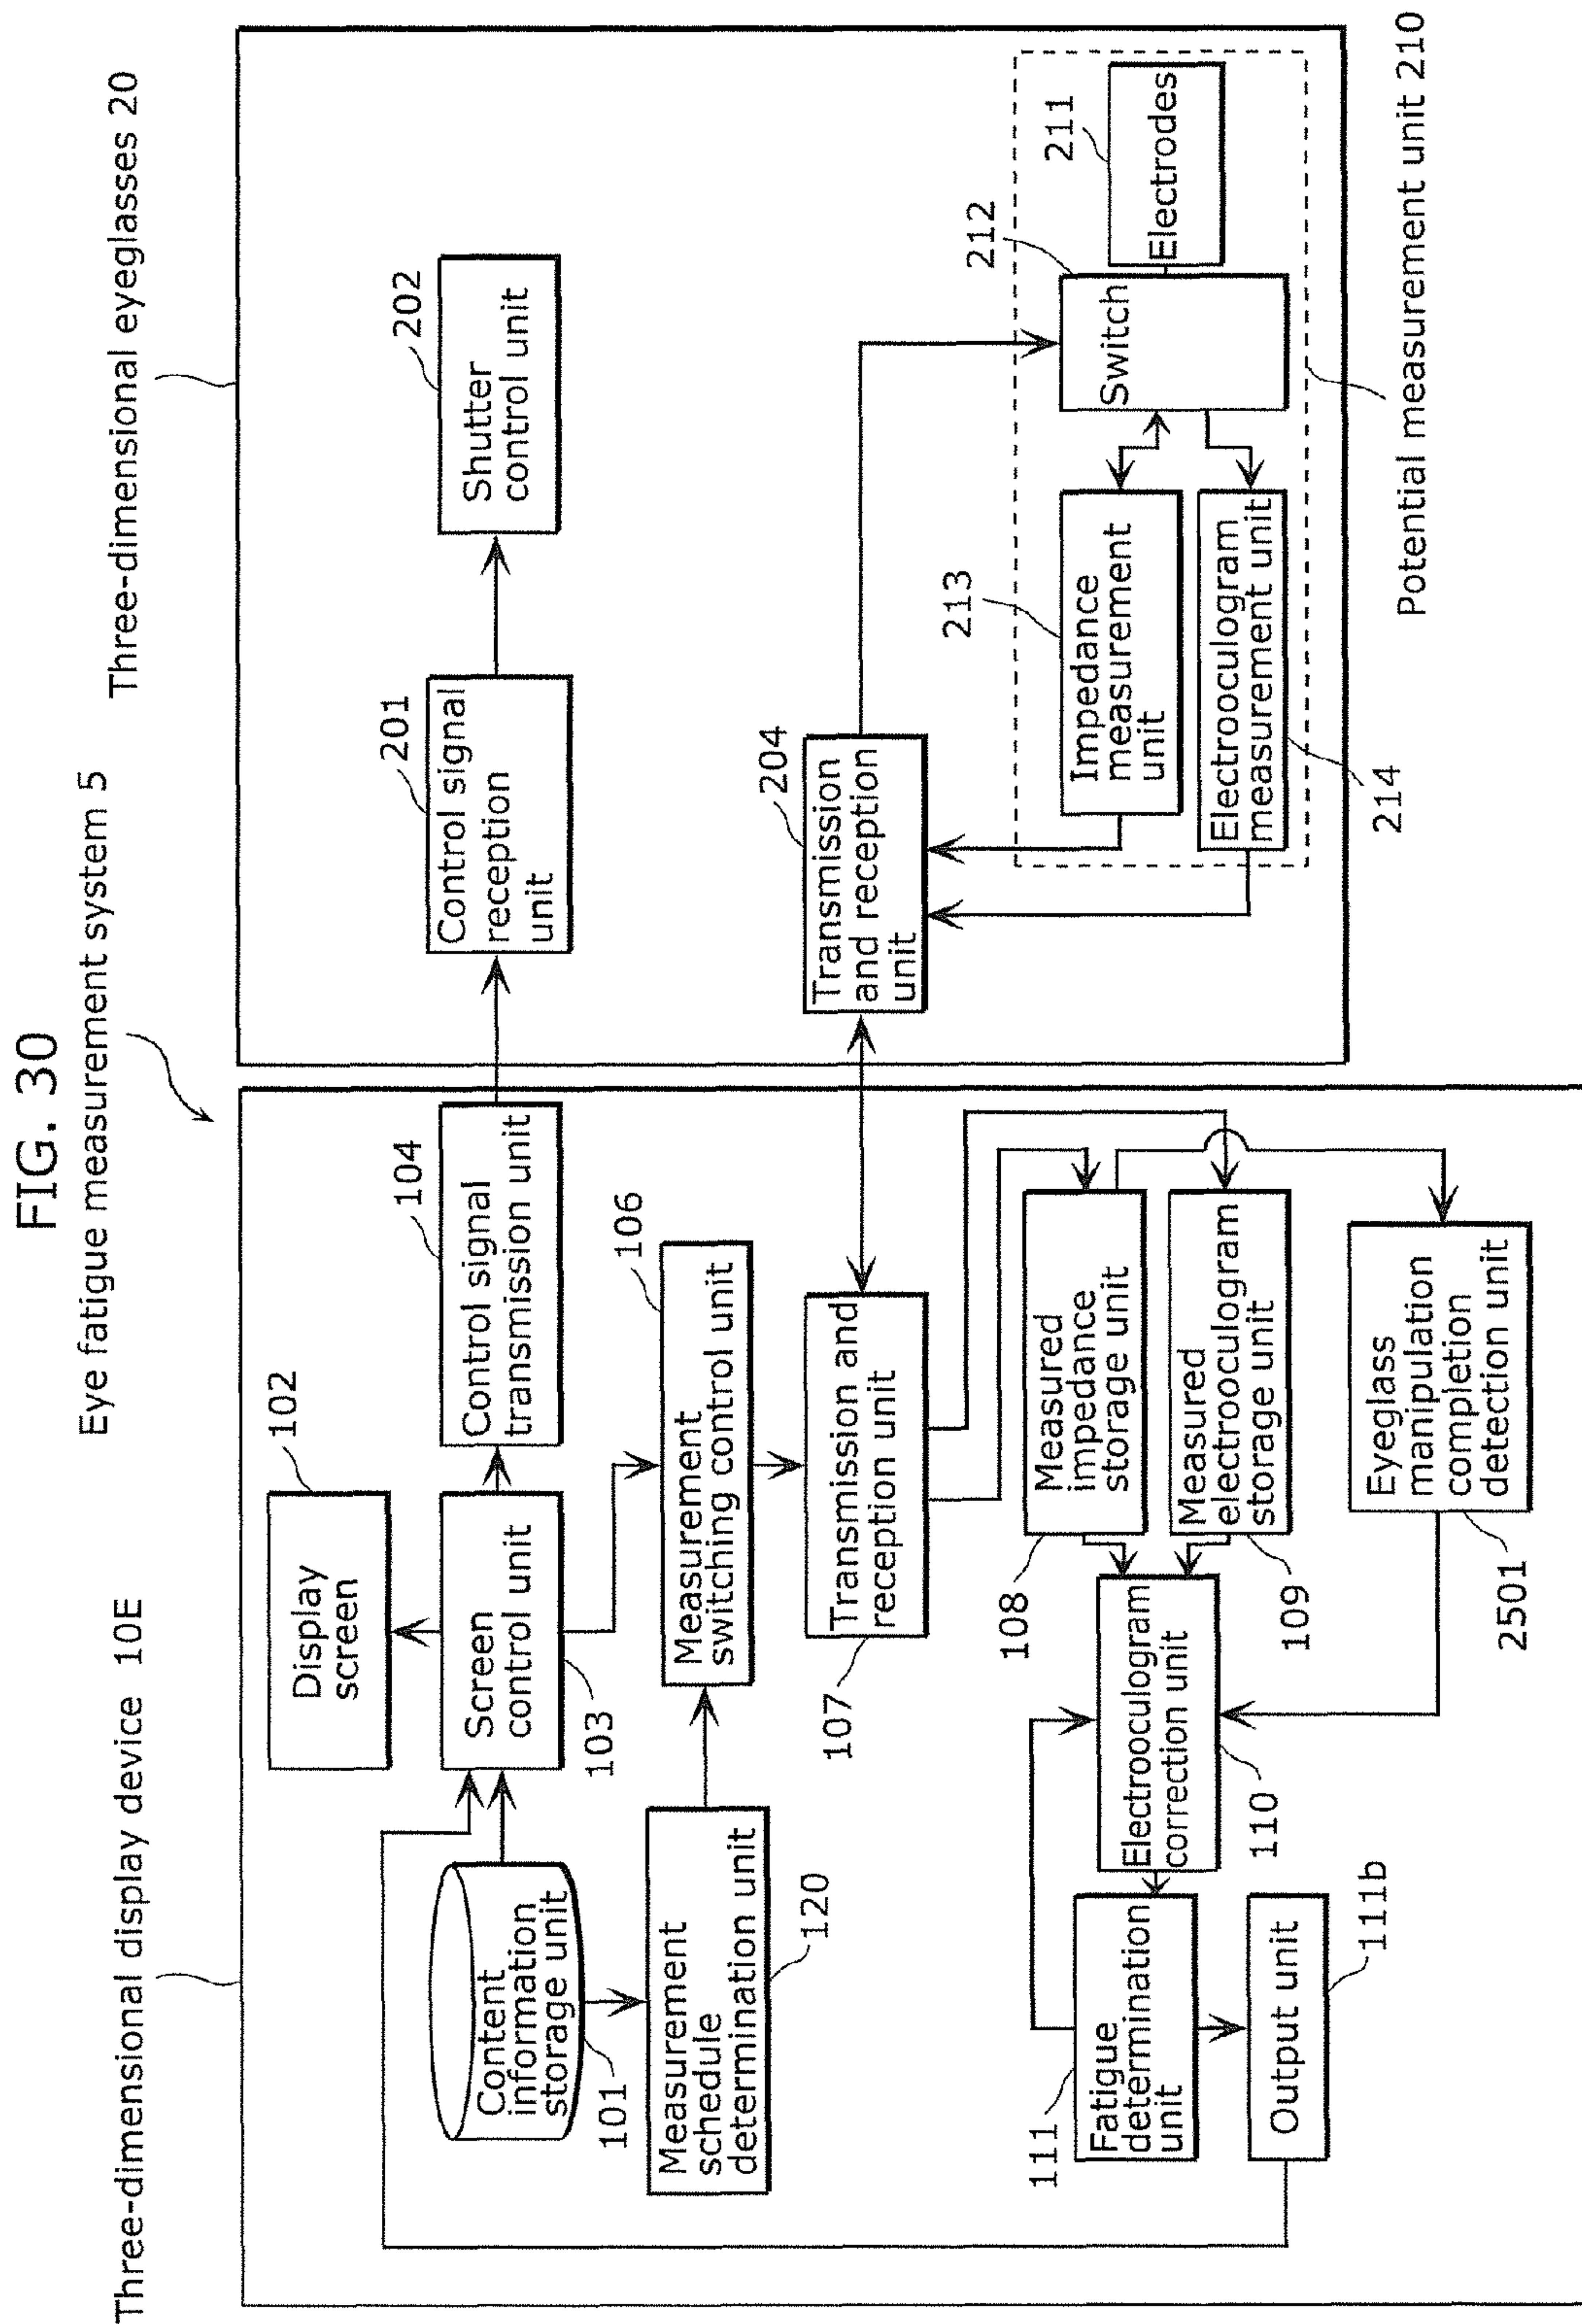 FIG. 30
Eye fatigue measurement system 5
Three-dimensional display device 10E
Three-dimensional eyeglasses 20
102
Display
screen
104
Control signal
transmission unit
201
Control signal
reception
unit
202
Shutter
control unit
Content
information
storage unit
101
Screen
control unit
103
106
Measurement
switching control unit
Measurement
schedule
determination unit
120
Transmission and
reception unit
107
204
Transmission
and reception
unit
212
211
Electrodes
Switch
213
Impedance
measurement
unit
Electrooculogram
measurement unit
214
Potential measurement unit 210
Measured
impedance
storage unit
108
Measured
electrooculogram
storage unit
109
Eyeglass
manipulation
completion
detection unit
2501
Electrooculogram
correction unit
110
111
Fatigue
determination
unit
Output unit
111b